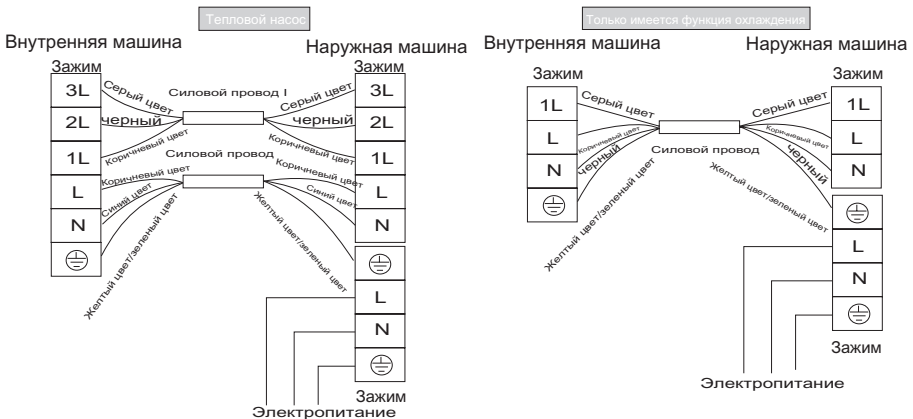 Тепловой насос
Внутренняя машина
Наружная машина
Зажим
Зажим
3L
Серый цвет
Силовой провод I
Серый цвет
3L
2L
черный
черный
2L
1L
Коричневый цвет
Коричневый цвет
1L
Силовой провод
L
Коричневый цвет
Коричневый цвет
L
N
Синий цвет
Синий цвет
N
Желтый цвет/зеленый цвет
Желтый цвет/зеленый цвет
L
N
Зажим
Электропитание
Только имеется функция охлаждения
Внутренняя машина
Наружная машина
Зажим
Зажим
1L
Серый цвет
Серый цвет
1L
L
Коричневый цвет
Коричневый цвет
L
N
черный
Силовой провод
черный
N
Желтый цвет/зеленый цвет
Желтый цвет/зеленый цвет
L
N
Зажим
Электропитание